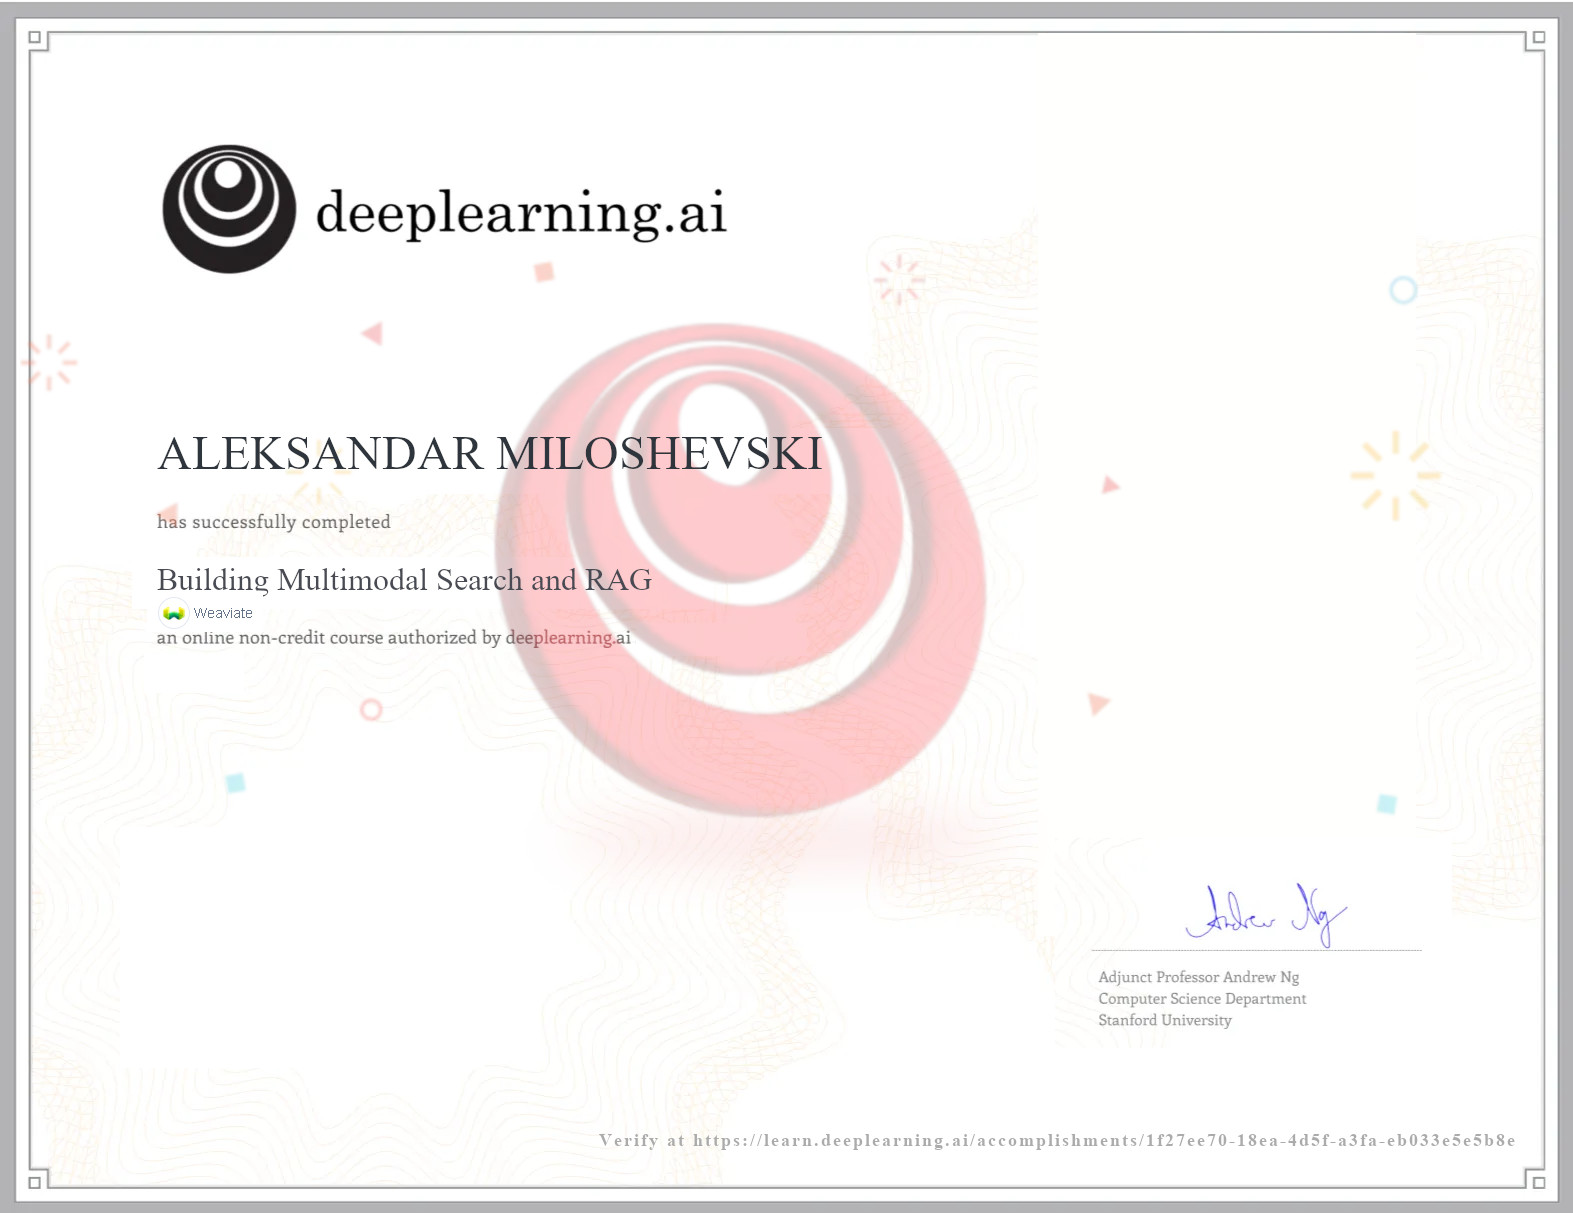 deeplearning.ai
ALEKSANDAR MILOSHEVSKI
has successfully completed
Building Multimodal Search and RAG
Weaviate
an online non-credit course authorized by deeplearning.ai
Andrew Ng
Adjunct Professor Andrew Ng
Computer Science Department
Stanford University
Verify at https://learn.deeplearning.ai/accomplishments/1f27ee70-18ea-4d5f-a3fa-eb033e5e5b8e